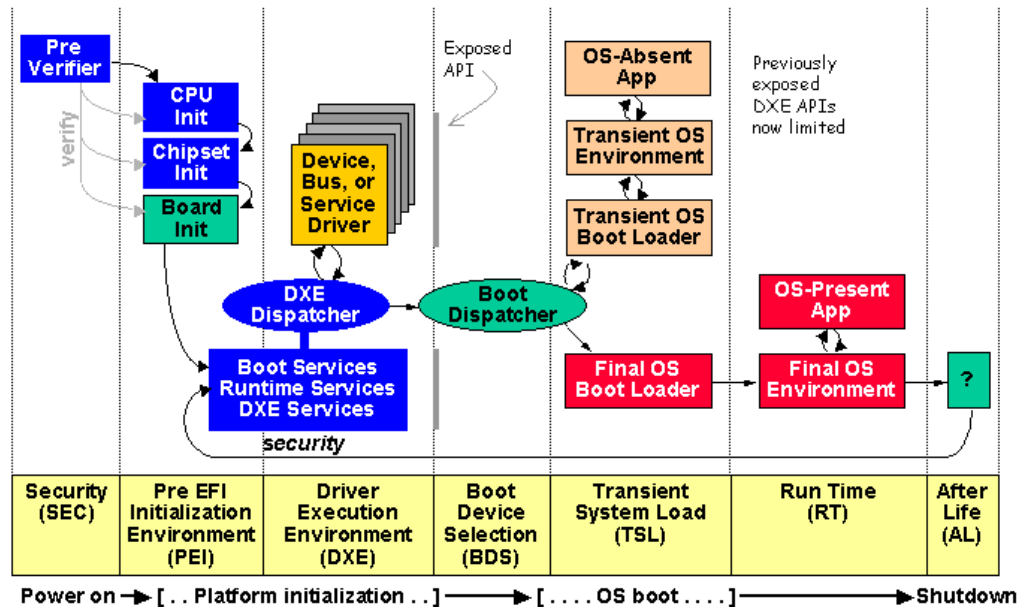 Pre
Verifier
verify
CPU
Init
Chipset
Init
Board
Init
Device,
Bus, or
Service
Driver
Exposed
API
OS-Absent
App
Transient OS
Environment
Transient OS
Boot Loader
Previously
exposed
DXE APIs
now limited
DXE
Dispatcher
Boot
Dispatcher
OS-Present
App
Boot Services
Runtime Services
DXE Services
Final OS
Boot Loader
Final OS
Environment
?
security
Security
(SEC)
Pre EFI
Initialization
Environment
(PEI)
Driver
Execution
Environment
(DXE)
Boot
Device
Selection
(BDS)
Transient
System Load
(TSL)
Run Time
(RT)
After
Life
(AL)
Power on [ . . Platform initialization . . ] [ . . . . OS boot . . . . ] Shutdown